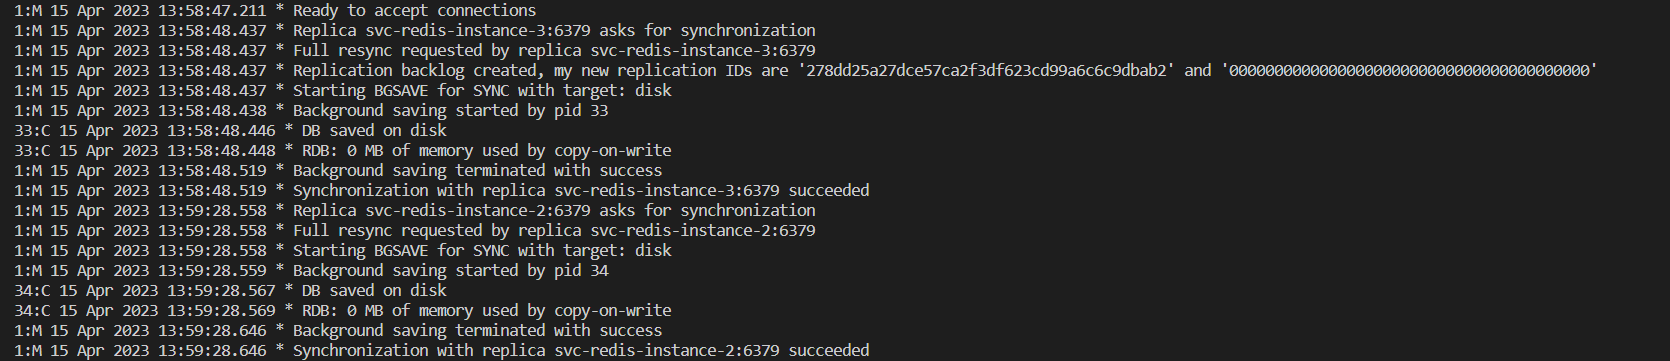 1:M 15 Apr 2023 13:58:47.211 * Ready to accept connections
1:M 15 Apr 2023 13:58:48.437 * Replica svc-redis-instance-3:6379 asks for synchronization
1:M 15 Apr 2023 13:58:48.437 * Full resync requested by replica svc-redis-instance-3:6379
1:M 15 Apr 2023 13:58:48.437 * Replication backlog created, my new replication IDs are '278dd25a27dce57ca2f3df623cd99a6c6c9dbab2' and '0000000000000000000000000000000000000000'
1:M 15 Apr 2023 13:58:48.437 * Starting BGSAVE for SYNC with target: disk
1:M 15 Apr 2023 13:58:48.438 * Background saving started by pid 33
33:C 15 Apr 2023 13:58:48.446 * DB saved on disk
33:C 15 Apr 2023 13:58:48.448 * RDB: 0 MB of memory used by copy-on-write
1:M 15 Apr 2023 13:58:48.519 * Background saving terminated with success
1:M 15 Apr 2023 13:58:48.519 * Synchronization with replica svc-redis-instance-3:6379 succeeded
1:M 15 Apr 2023 13:59:28.558 * Replica svc-redis-instance-2:6379 asks for synchronization
1:M 15 Apr 2023 13:59:28.558 * Full resync requested by replica svc-redis-instance-2:6379
1:M 15 Apr 2023 13:59:28.558 * Starting BGSAVE for SYNC with target: disk
1:M 15 Apr 2023 13:59:28.559 * Background saving started by pid 34
34:C 15 Apr 2023 13:59:28.567 * DB saved on disk
34:C 15 Apr 2023 13:59:28.569 * RDB: 0 MB of memory used by copy-on-write
1:M 15 Apr 2023 13:59:28.646 * Background saving terminated with success
1:M 15 Apr 2023 13:59:28.646 * Synchronization with replica svc-redis-instance-2:6379 succeeded